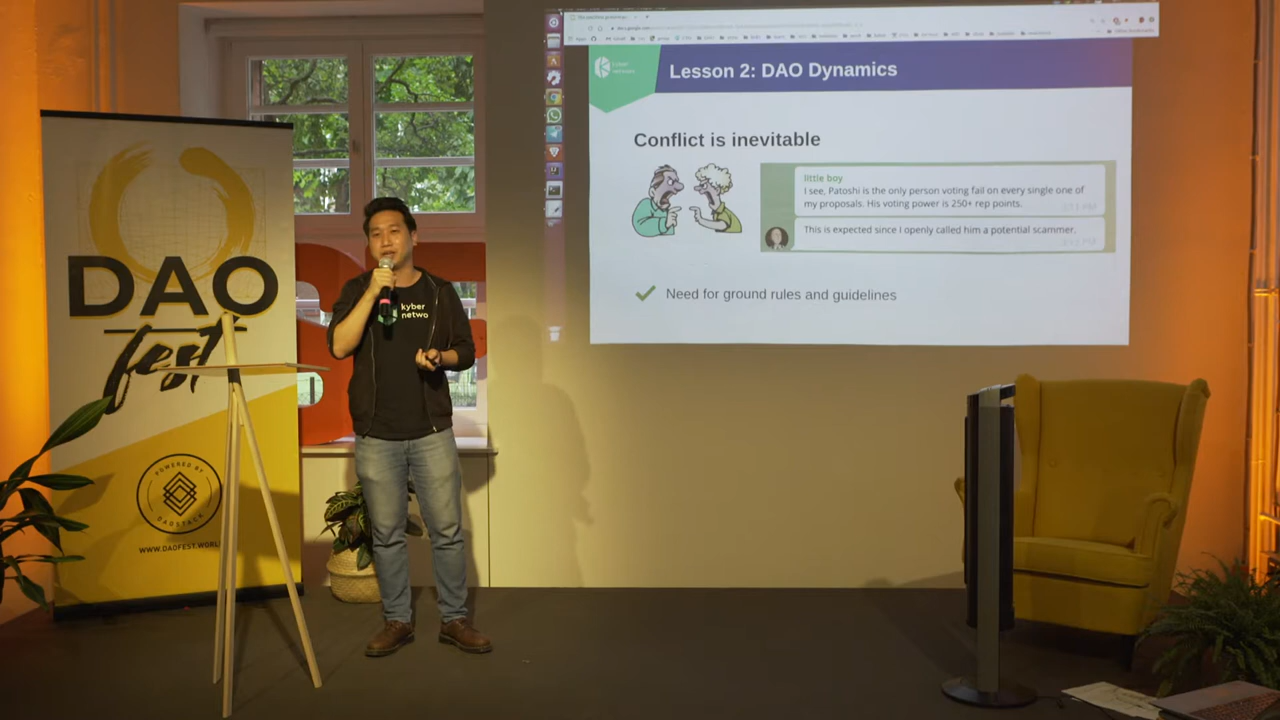 DAO
fest
POWERED BY
DAOSTACK
WWW.DAOFEST.WORL
kyber
netwo
Lesson 2: DAO Dynamics
Conflict is inevitable
little boy
I see, Patoshi is the only person voting fail on every single one of
my proposals. His voting power is 250+ rep points.
This is expected since I openly called him a potential scammer.
Need for ground rules and guidelines